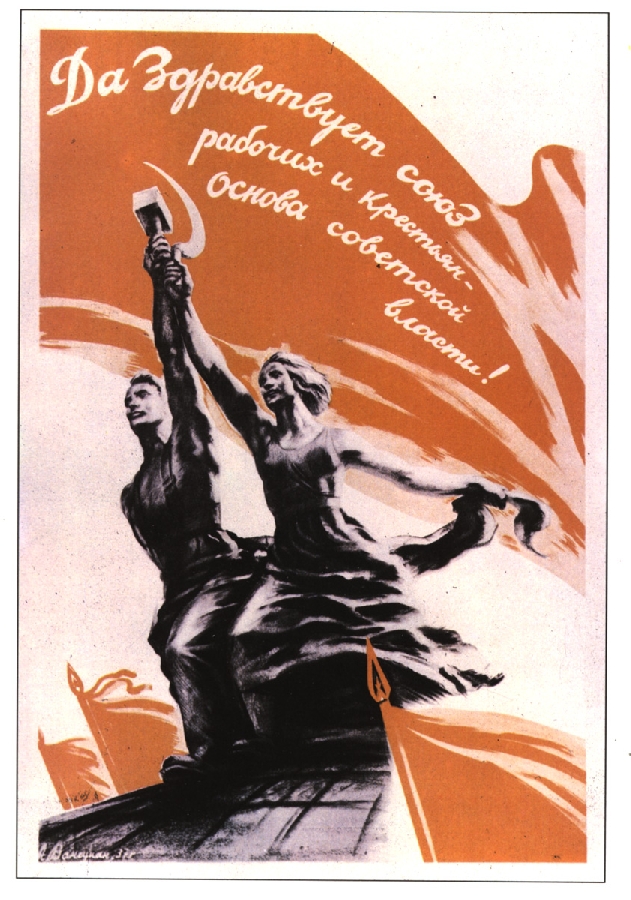 Да Здравствует союз
рабочих и крестьян-
основа советской
власти!